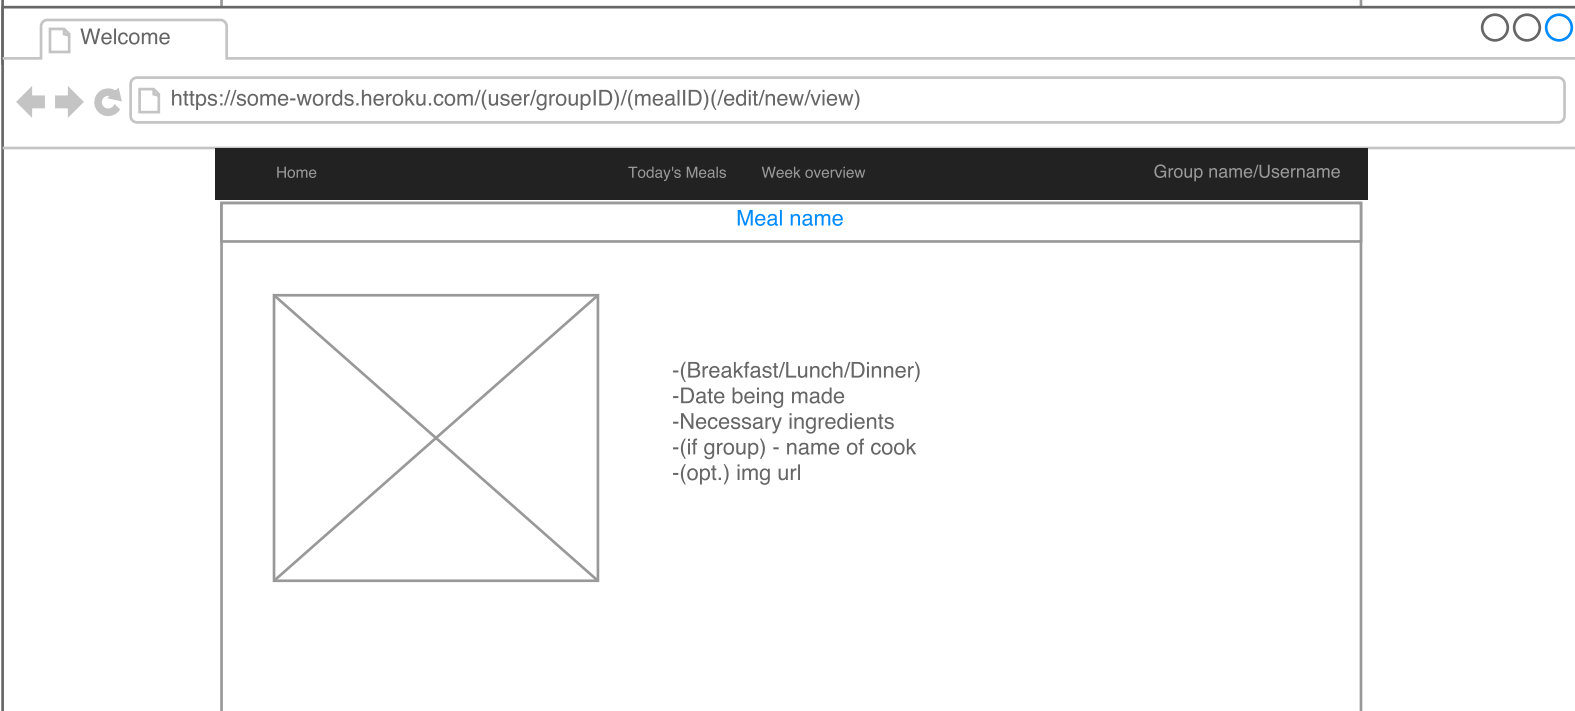 Welcome
https://some-words.heroku.com/(user/groupID)/(mealID)(/edit/new/view)
Home Today's Meals Week overview Group name/Username
Meal name
-(Breakfast/Lunch/Dinner)
-Date being made
-Necessary ingredients
-(if group) - name of cook
-(opt.) img url